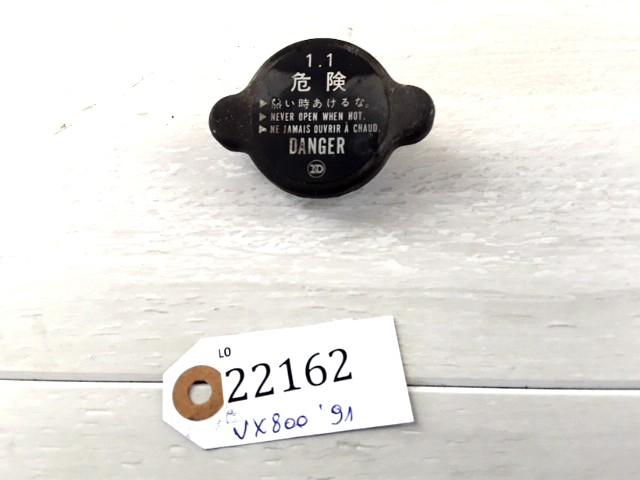 1.1
危険
▶熱い時あけるな。
▶NEVER OPEN WHEN HOT.
▶NE JAMAIS OUVRIR À CHAUD.
DANGER
LO
22162
VX800 '91